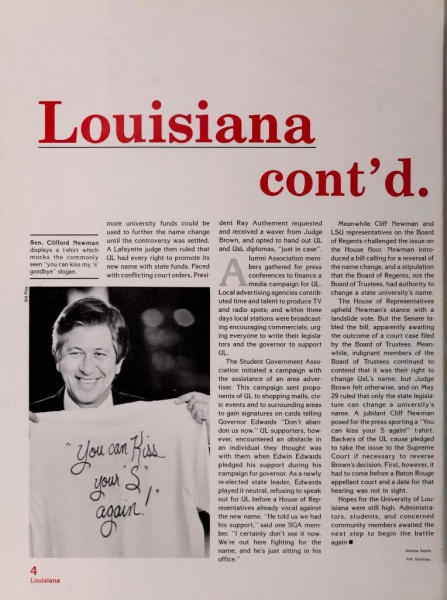 Louisiana
cont'd.
Sen. Clifford Newman
displays a t-shirt which
mocks the commonly
seen "you can kiss my 's'
goodbye" slogan.
"You can Kiss
your "S"
again!"
more university funds could be
used to further the name change
until the controversy was settled.
A Lafayette judge then ruled that
UL had every right to promote its
new name with state funds. Faced
with conflicting court orders, Presi-
dent Ray Authement requested
and received a waver from Judge
Brown, and opted to hand out UL
and UsL diplomas, "just in case".
Alumni Association mem-
bers gathered for press
conferences to finance a
media campaign for UL.
Local advertising agencies contrib-
uted time and talent to produce TV
and radio spots; and within three
days local stations were broadcast-
ing encouraging commercials, urg-
ing everyone to write their legisla-
tors and the governor to support
UL.
The Student Government Asso-
ciation initiated a campaign with
the assistance of an area adver-
tiser. This campaign sent propo-
nents of UL to shopping malls, civ-
ic events and to surrounding areas
to gain signatures on cards telling
Governor Edwards "Don't aban-
don us now." UL supporters, how-
ever, encountered an obstacle in
an individual they thought was
with them when Edwin Edwards
pledged his support during his
campaign for governor. As a newly
re-elected state leader, Edwards
played it neutral, refusing to speak
out for UL before a House of Rep-
resentatives already vocal against
the new name. "He told us we had
his support," said one SGA mem-
ber. "I certainly don't see it now.
We're out here fighting for the
name, and he's just sitting in his
office."
Meanwhile Cliff Newman and
LSU representatives on the Board
of Regents challenged the issue on
the House floor. Newman intro-
duced a bill calling for a reversal of
the name change, and a stipulation
that the Board of Regents, not the
Board of Trustees, had authority to
change a state university's name.
The House of Representatives
upheld Newman's stance with a
landslide vote. But the Senate ta-
bled the bill, apparently awaiting
the outcome of a court case filed
by the Board of Trustees. Mean-
while, indignant members of the
Board of Trustees continued to
contend that it was their right to
change UsL's name; but Judge
Brown felt otherwise, and on May
29 ruled that only the state legisla-
ture can change a university's
name. A jubilant Cliff Newman
posed for the press sporting a "You
can kiss your S again!" t-shirt.
Backers of the UL cause pledged
to take the issue to the Supreme
Court if necessary to reverse
Brown's decision. First, however, it
had to come before a Baton Rouge
appellant court and a date for that
hearing was not in sight.
Hopes for the University of Lou-
isiana were still high. Administra-
tors, students, and concerned
community members awaited the
next step to begin the battle
again ■
4
Louisiana